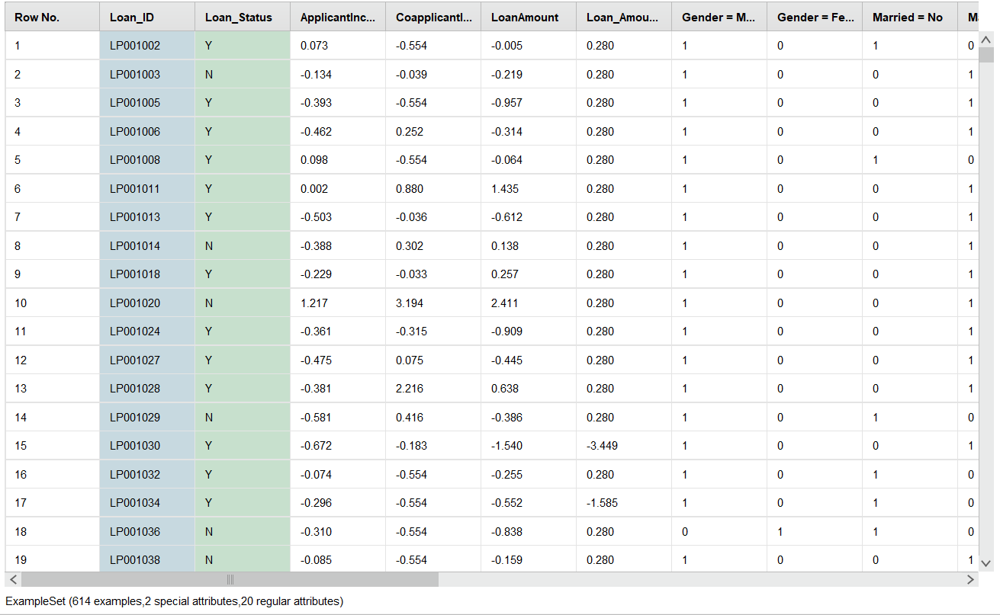 Row No. Loan_ID Loan_Status ApplicantInc... CoapplicantI... LoanAmount Loan_Amou... Gender = M... Gender = Fe... Married = No M
1 LP001002 Y 0.073 -0.554 -0.005 0.280 1 0 1 0
2 LP001003 N -0.134 -0.039 -0.219 0.280 1 0 0 1
3 LP001005 Y -0.393 -0.554 -0.957 0.280 1 0 0 1
4 LP001006 Y -0.462 0.252 -0.314 0.280 1 0 0 1
5 LP001008 Y 0.098 -0.554 -0.064 0.280 1 0 1 0
6 LP001011 Y 0.002 0.880 1.435 0.280 1 0 0 1
7 LP001013 Y -0.503 -0.036 -0.612 0.280 1 0 0 1
8 LP001014 N -0.388 0.302 0.138 0.280 1 0 0 1
9 LP001018 Y -0.229 -0.033 0.257 0.280 1 0 0 1
10 LP001020 N 1.217 3.194 2.411 0.280 1 0 0 1
11 LP001024 Y -0.361 -0.315 -0.909 0.280 1 0 0 1
12 LP001027 Y -0.475 0.075 -0.445 0.280 1 0 0 1
13 LP001028 Y -0.381 2.216 0.638 0.280 1 0 0 1
14 LP001029 N -0.581 0.416 -0.386 0.280 1 0 1 0
15 LP001030 Y -0.672 -0.183 -1.540 -3.449 1 0 0 1
16 LP001032 Y -0.074 -0.554 -0.255 0.280 1 0 1 0
17 LP001034 Y -0.296 -0.554 -0.552 -1.585 1 0 1 0
18 LP001036 N -0.310 -0.554 -0.838 0.280 0 1 1 0
19 LP001038 N -0.085 -0.554 -0.159 0.280 1 0 0 1
ExampleSet (614 examples,2 special attributes,20 regular attributes)